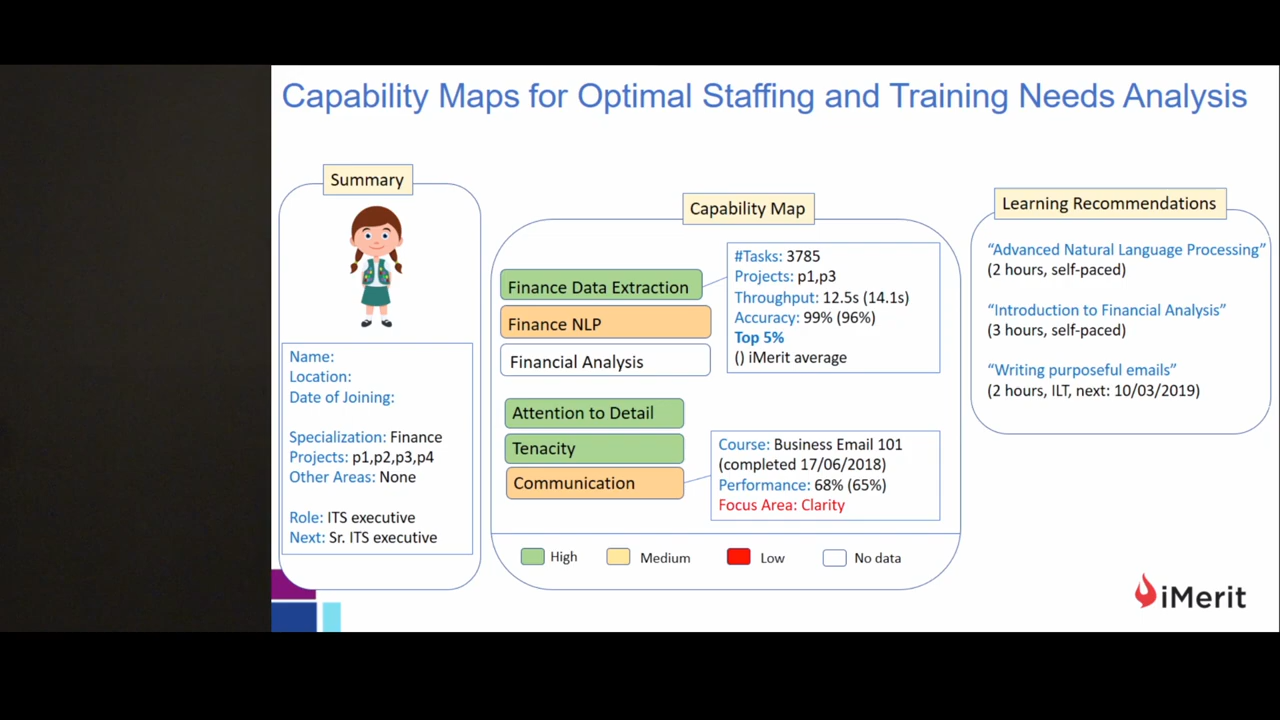 Capability Maps for Optimal Staffing and Training Needs Analysis
Summary
Name:
Location:
Date of Joining:
Specialization: Finance
Projects: p1,p2,p3,p4
Other Areas: None
Role: ITS executive
Next: Sr. ITS executive
Capability Map
Finance Data Extraction
Finance NLP
Financial Analysis
#Tasks: 3785
Projects: p1,p3
Throughput: 12.5s (14.1s)
Accuracy: 99% (96%)
Top 5%
() iMerit average
Attention to Detail
Tenacity
Communication
Course: Business Email 101
(completed 17/06/2018)
Performance: 68% (65%)
Focus Area: Clarity
High
Medium
Low
No data
Learning Recommendations
“Advanced Natural Language Processing”
(2 hours, self-paced)
“Introduction to Financial Analysis”
(3 hours, self-paced)
“Writing purposeful emails”
(2 hours, ILT, next: 10/03/2019)
iMerit